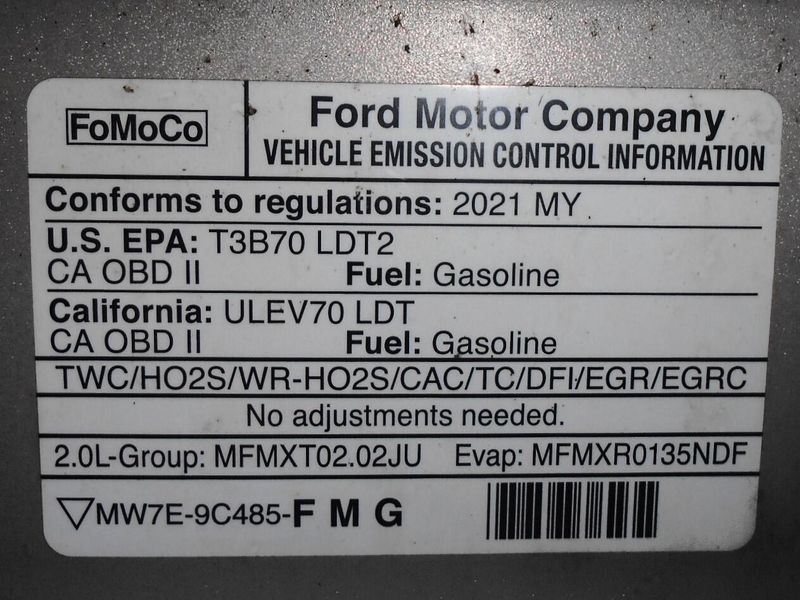 FoMoCo
Ford Motor Company
VEHICLE EMISSION CONTROL INFORMATION
Conforms to regulations: 2021 MY
U.S. EPA: T3B70 LDT2
CA OBD II Fuel: Gasoline
California: ULEV70 LDT
CA OBD II Fuel: Gasoline
TWC/HO2S/WR-HO2S/CAC/TC/DFI/EGR/EGRC
No adjustments needed.
2.0L-Group: MFMXT02.02JU Evap: MFMXR0135NDF
▽MW7E-9C485-F M G